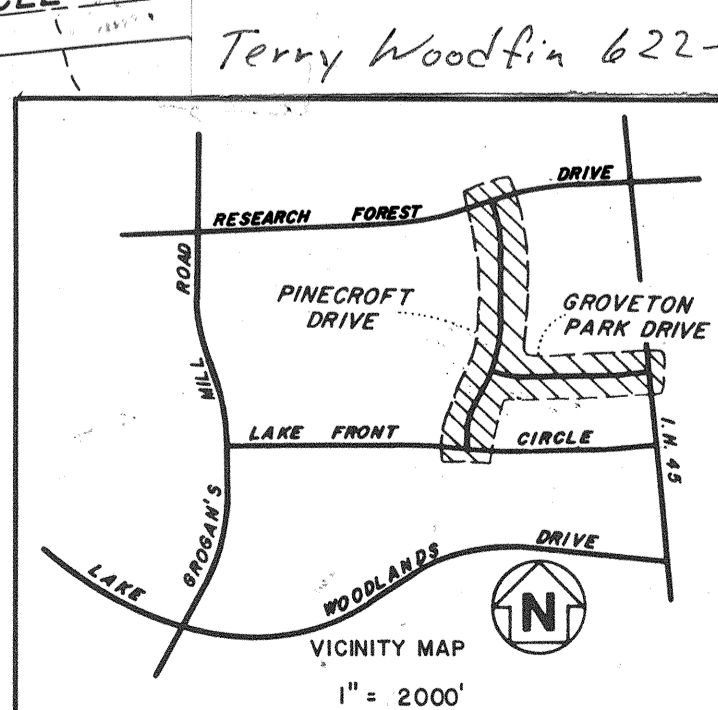 Terry Woodfin 622-
RESEARCH FOREST DRIVE
ROAD
PINECROFT
DRIVE
GROVETON
PARK DRIVE
MILL
LAKE FRONT CIRCLE
I.H. 45
GROGAN'S
LAKE WOODLANDS DRIVE
N
VICINITY MAP
1" = 2000'